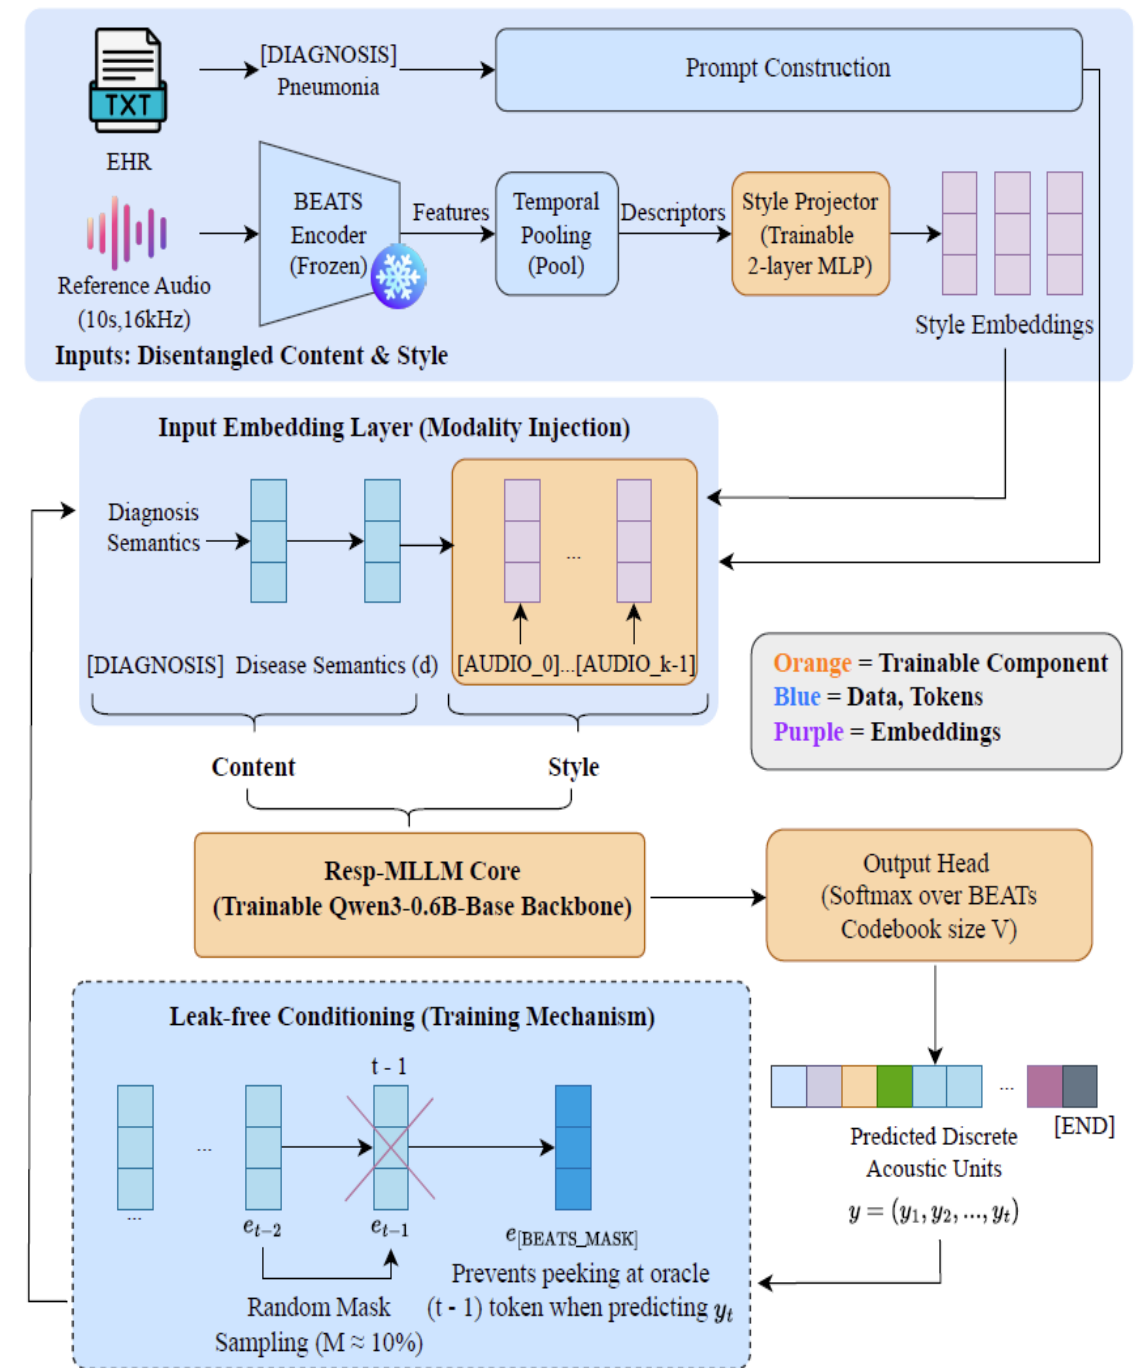 [DIAGNOSIS]
Pneumonia
Prompt Construction
TXT
EHR
BEATS
Encoder
(Frozen)
Features
Temporal
Pooling
(Pool)
Descriptors
Style Projector
(Trainable
2-layer MLP)
Reference Audio
(10s,16kHz)
Style Embeddings
Inputs: Disentangled Content & Style
Input Embedding Layer (Modality Injection)
Diagnosis
Semantics
...
[DIAGNOSIS] Disease Semantics (d) [AUDIO_0]...[AUDIO_k-1]
Orange = Trainable Component
Blue = Data, Tokens
Purple = Embeddings
Content
Style
Resp-MLLM Core
(Trainable Qwen3-0.6B-Base Backbone)
Output Head
(Softmax over BEATs
Codebook size V)
Leak-free Conditioning (Training Mechanism)
t - 1
...
...
e_{t-2}
e_{t-1}
e_{[BEATS_MASK]}
Random Mask
Sampling (M ≈ 10%)
Prevents peeking at oracle
(t - 1) token when predicting y_t
...
[END]
Predicted Discrete
Acoustic Units
y = (y_1, y_2, ..., y_t)